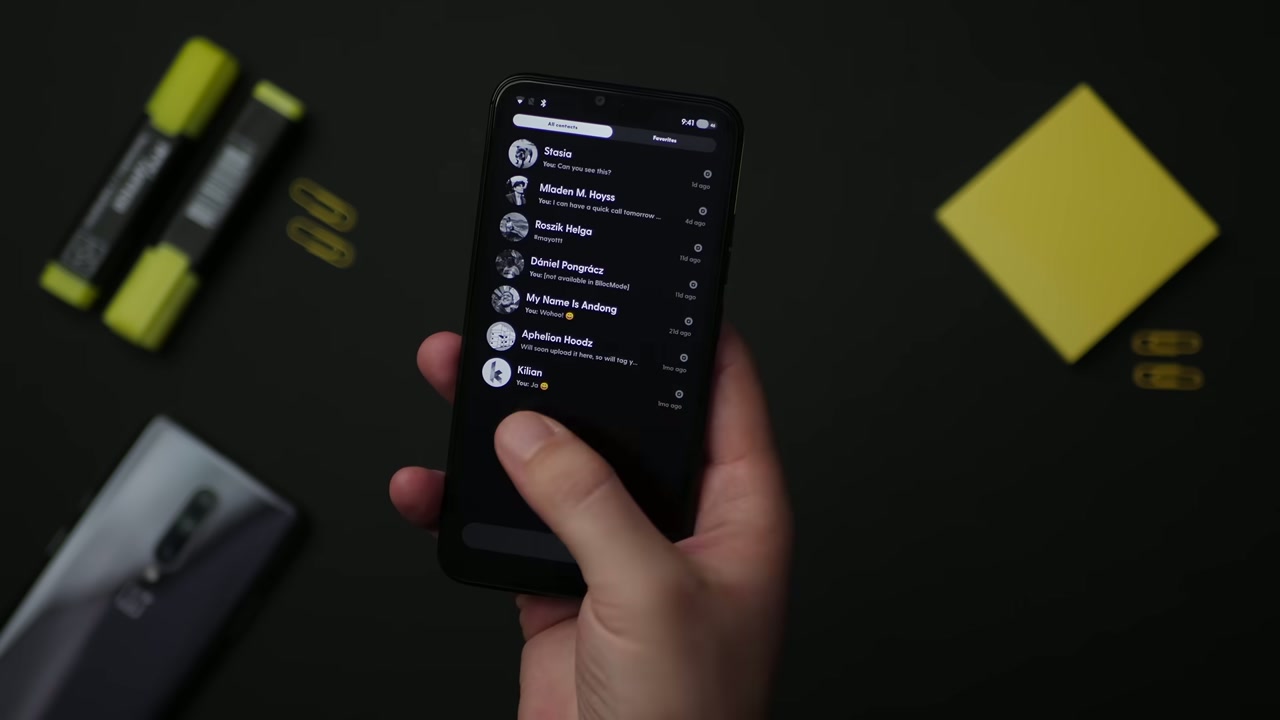 9:41
All contacts
Favorites
Stasia
You: Can you see this?
1d ago
Mladen M. Hoyss
You: I can have a quick call tomorrow ...
4d ago
Roszik Helga
#mayotft
11d ago
Dániel Pongrácz
You: [not available in BllocMode]
11d ago
My Name Is Andong
You: Wohoo! 😄
21d ago
Aphelion Hoodz
Will soon upload it here, so will tag y...
1mo ago
Kilian
You: Ja 😄
1mo ago